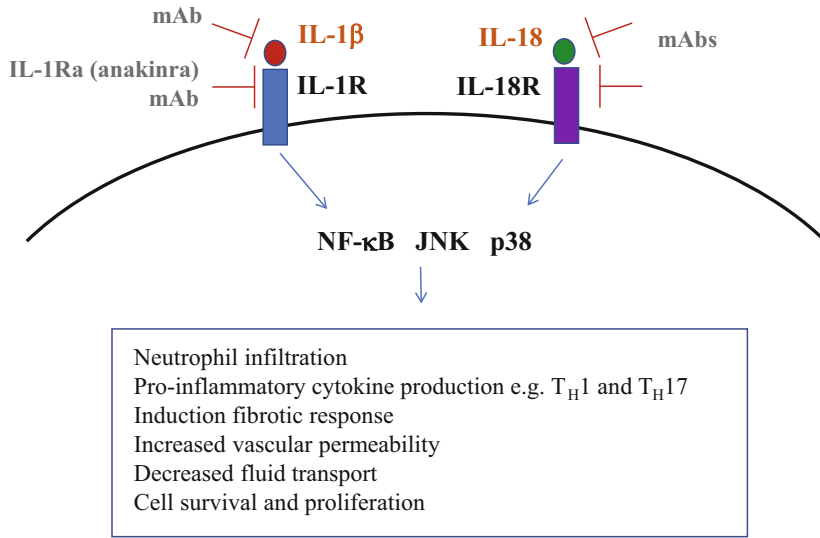 mAb
IL-1β
IL-18
mAbs
IL-1Ra (anakinra)
mAb
IL-1R
IL-18R
NF-κB JNK p38
Neutrophil infiltration
Pro-inflammatory cytokine production e.g. TH1 and TH17
Induction fibrotic response
Increased vascular permeability
Decreased fluid transport
Cell survival and proliferation